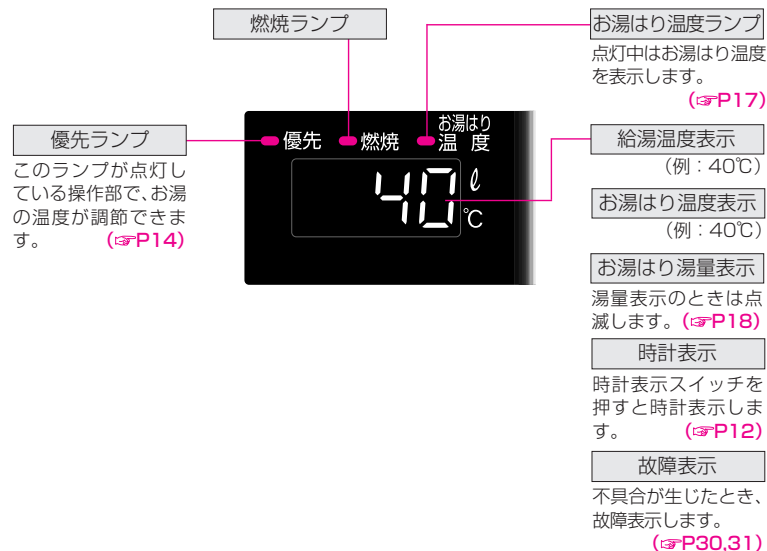 燃焼ランプ
優先ランプ
このランプが点灯し
ている操作部で、お湯
の温度が調節できま
す。 (☞P14)
優先 燃焼 お湯はり
温 度
40 ℓ
℃
お湯はり温度ランプ
点灯中はお湯はり温度
を表示します。
(☞P17)
給湯温度表示
(例：40℃)
お湯はり温度表示
(例：40℃)
お湯はり湯量表示
湯量表示のときは点
滅します。(☞P18)
時計表示
時計表示スイッチを
押すと時計表示しま
す。 (☞P12)
故障表示
不具合が生じたとき、
故障表示します。
(☞P30,31)